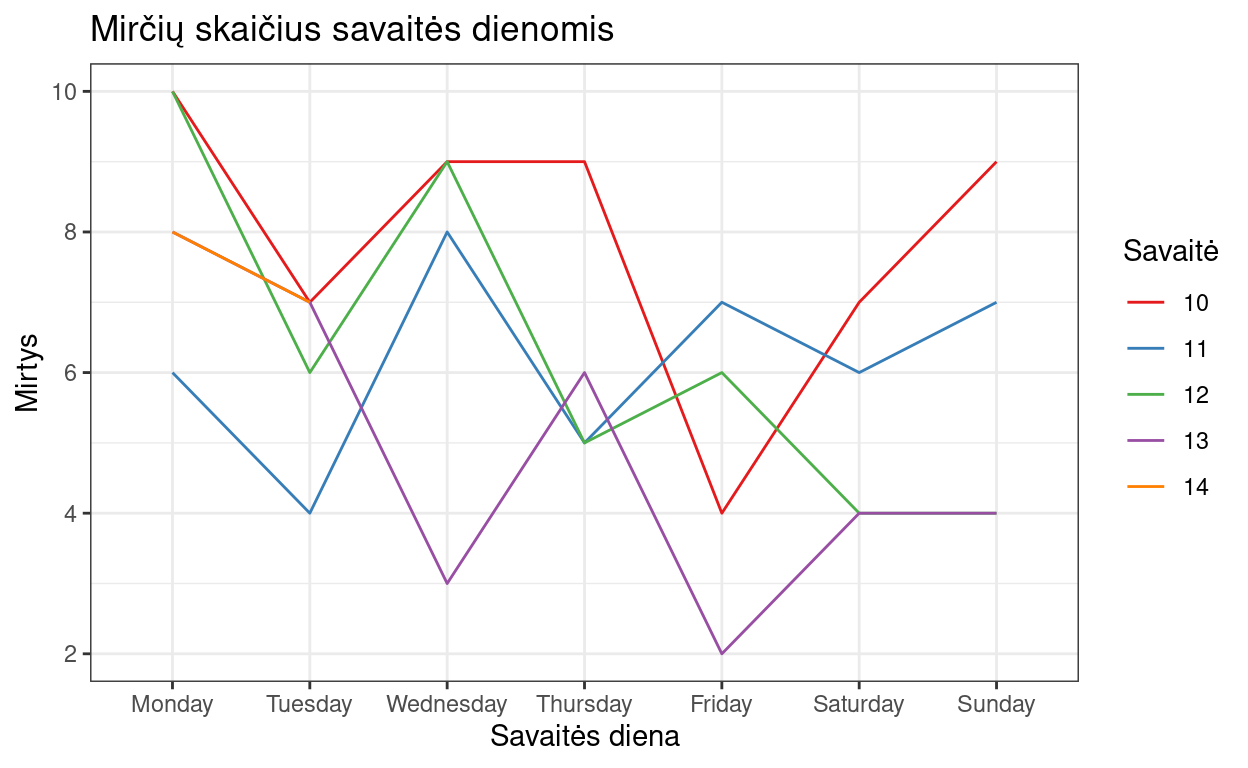 Mirčių skaičius savaitės dienomis
10
8
6
4
2
Mirtys
Monday Tuesday Wednesday Thursday Friday Saturday Sunday
Savaitės diena
Savaitė
10
11
12
13
14